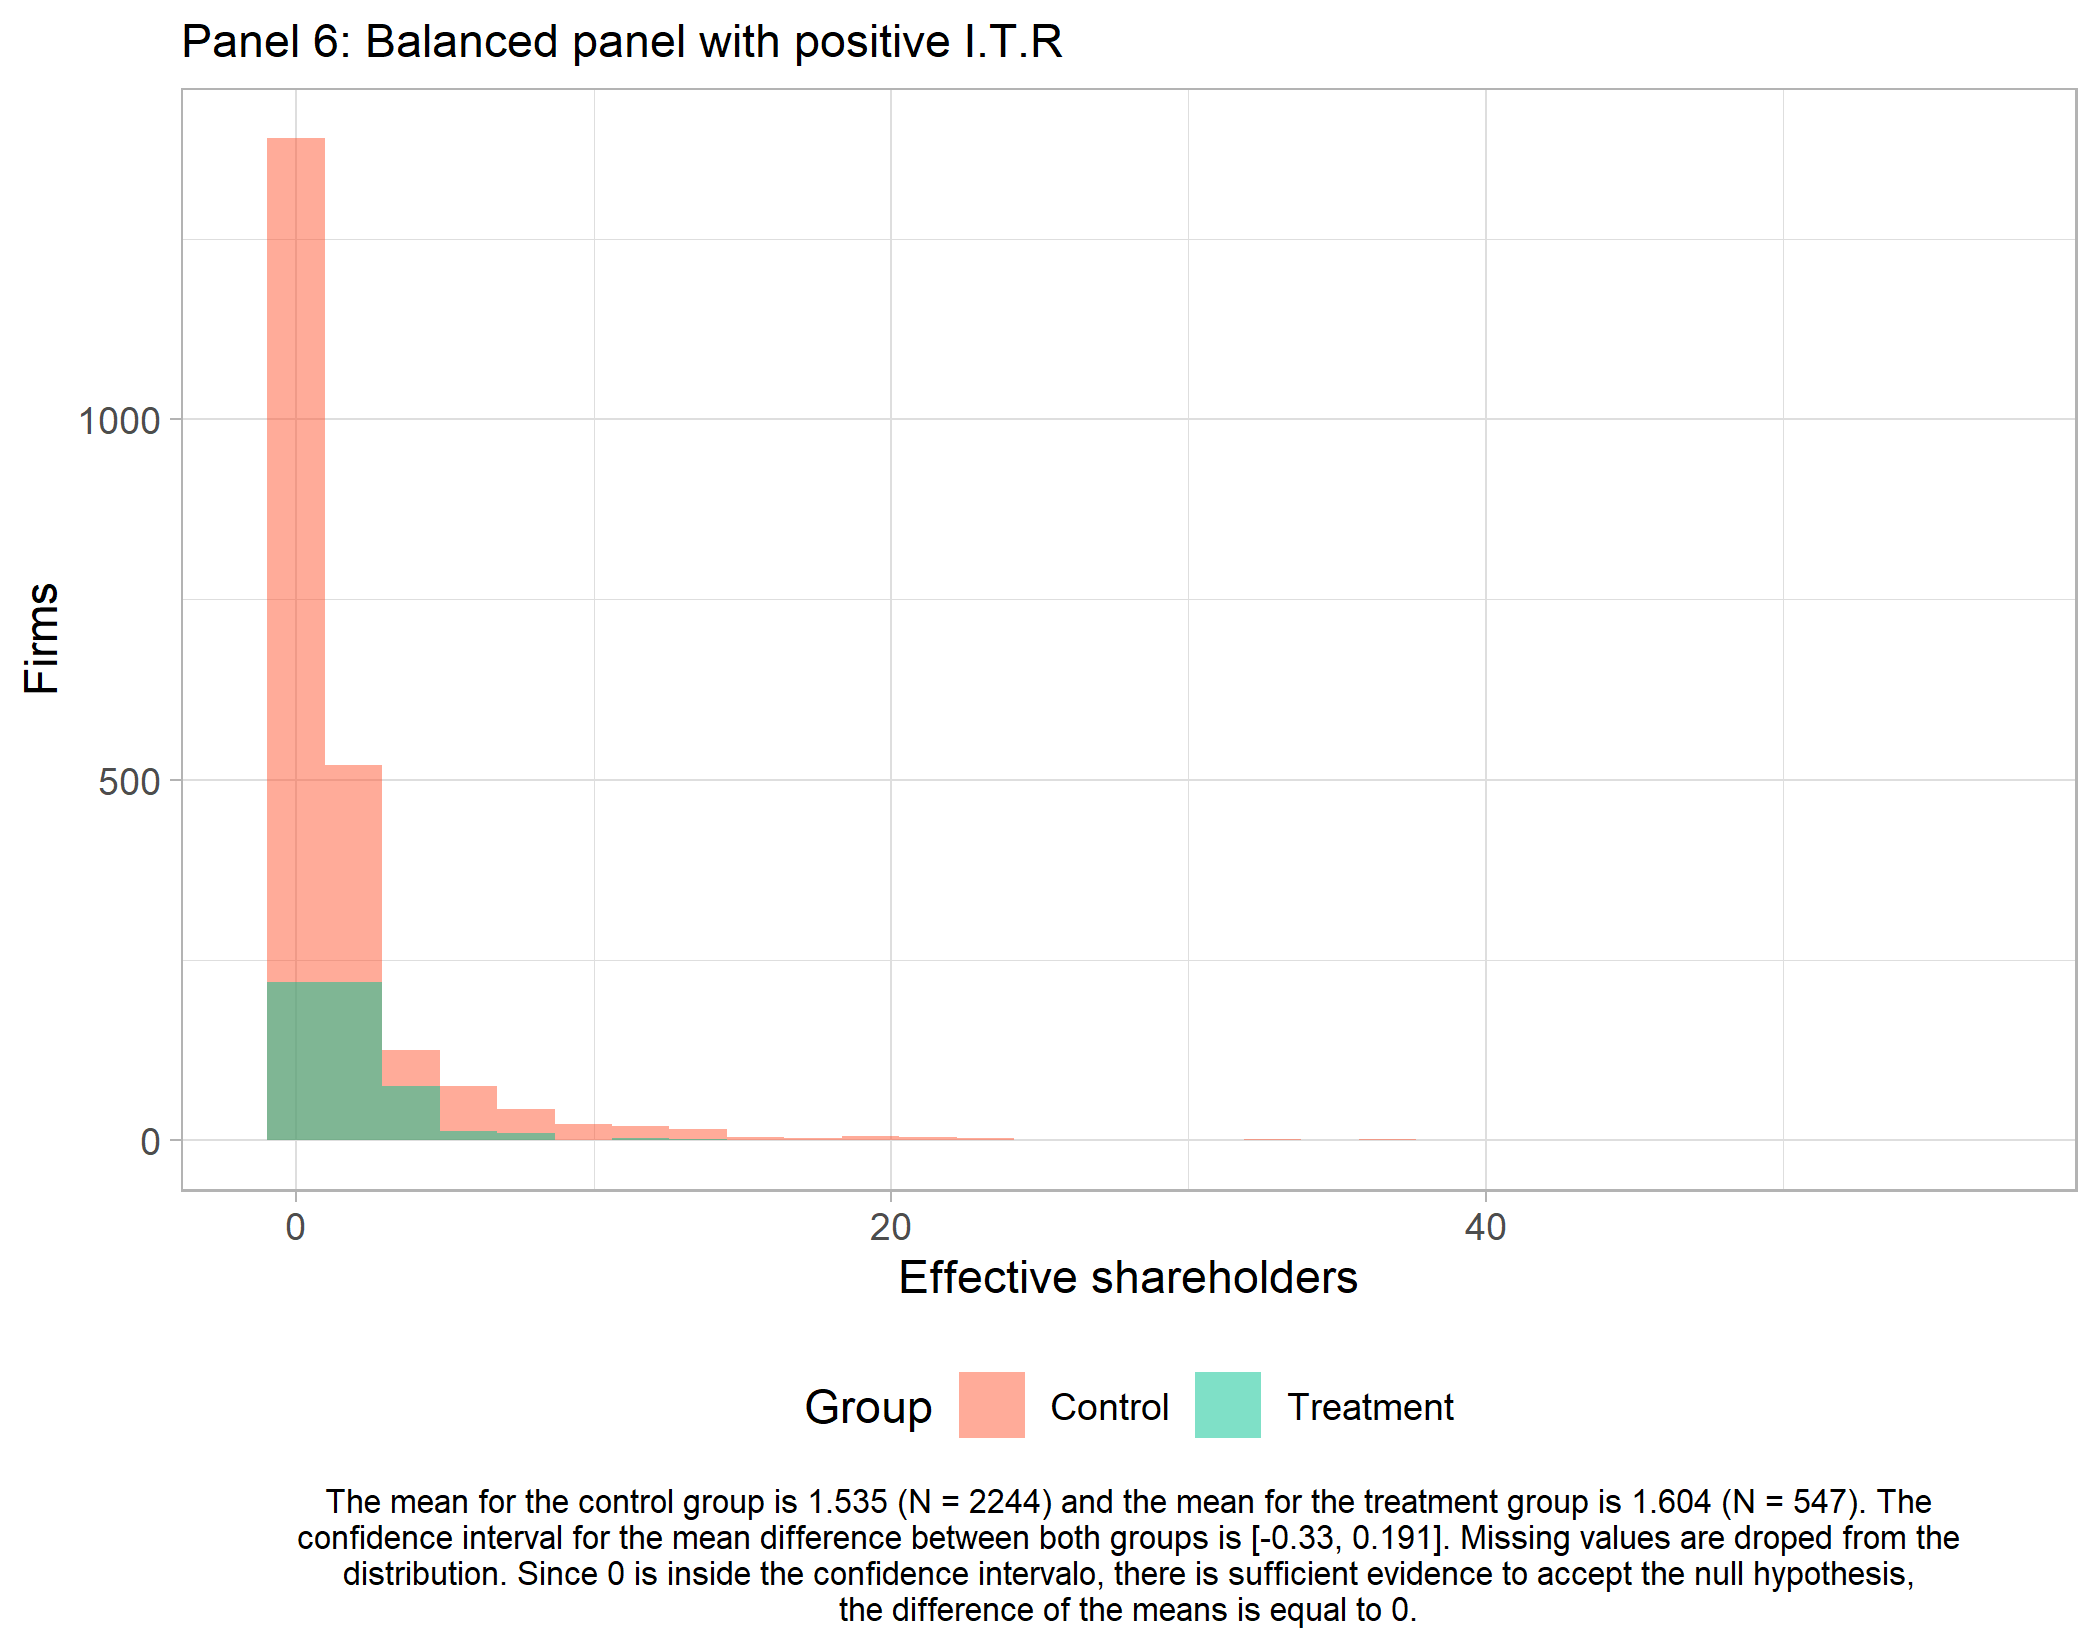 Panel 6: Balanced panel with positive I.T.R
1000
500
0
Firms
0 20 40
Effective shareholders
Group Control Treatment
The mean for the control group is 1.535 (N = 2244) and the mean for the treatment group is 1.604 (N = 547). The
confidence interval for the mean difference between both groups is [-0.33, 0.191]. Missing values are droped from the
distribution. Since 0 is inside the confidence intervalo, there is sufficient evidence to accept the null hypothesis,
the difference of the means is equal to 0.